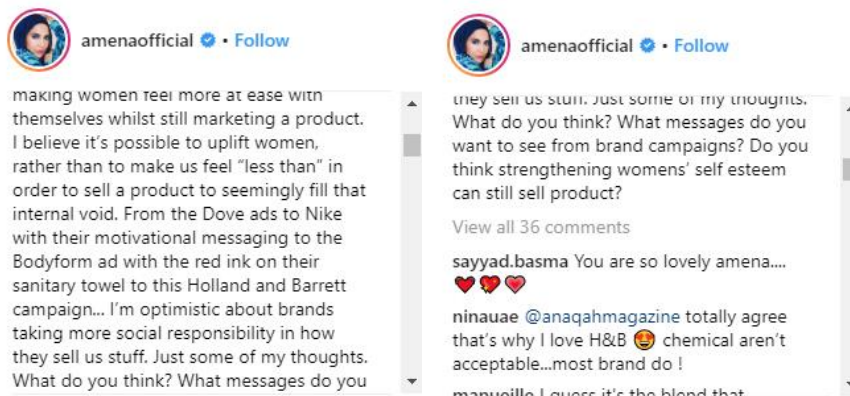 amenaofficial • Follow
making women feel more at ease with
themselves whilst still marketing a product.
I believe it's possible to uplift women,
rather than to make us feel “less than” in
order to sell a product to seemingly fill that
internal void. From the Dove ads to Nike
with their motivational messaging to the
Bodyform ad with the red ink on their
sanitary towel to this Holland and Barrett
campaign... I'm optimistic about brands
taking more social responsibility in how
they sell us stuff. Just some of my thoughts.
What do you think? What messages do you
amenaofficial • Follow
they sell us stuff. Just some of my thoughts.
What do you think? What messages do you
want to see from brand campaigns? Do you
think strengthening womens' self esteem
can still sell product?
View all 36 comments
sayyad.basma You are so lovely amena....
❤️💘💗
ninauae @anaqahmagazine totally agree
that's why I love H&B 😍 chemical aren't
acceptable...most brand do !
manueille I guess it's the blend that